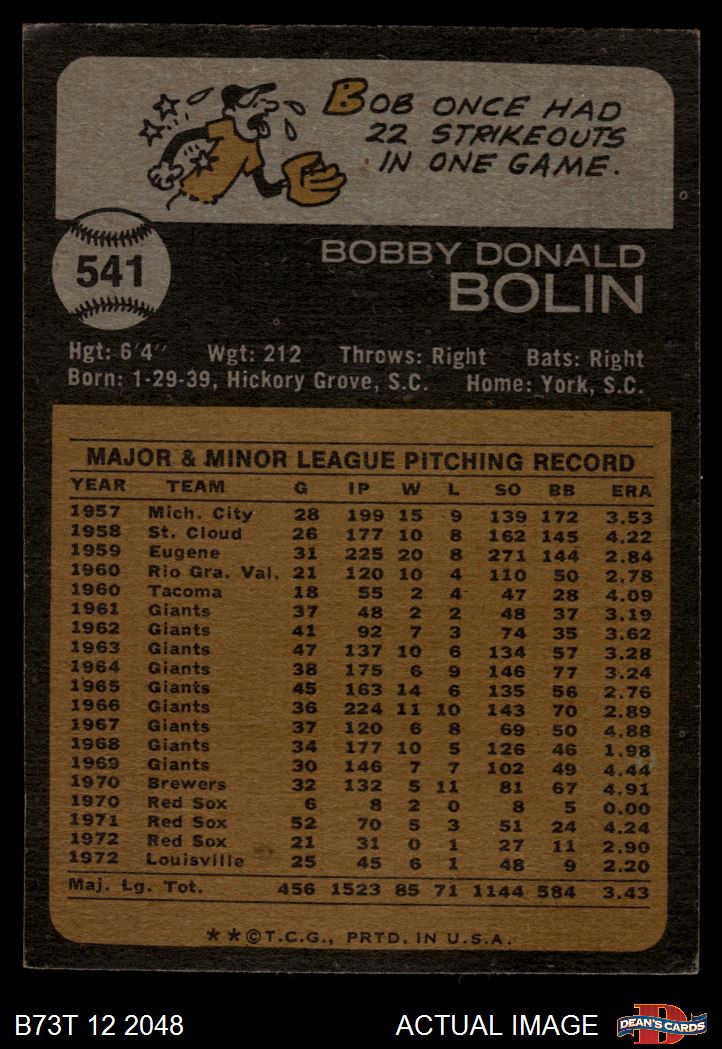 BOB ONCE HAD
22 STRIKEOUTS
IN ONE GAME.
541
BOBBY DONALD
BOLIN
Hgt: 6'4" Wgt: 212 Throws: Right Bats: Right
Born: 1-29-39, Hickory Grove, S.C. Home: York, S.C.
MAJOR & MINOR LEAGUE PITCHING RECORD
YEAR TEAM G IP W L SO BB ERA
1957 Mich. City 28 199 15 9 139 172 3.53
1958 St. Cloud 26 177 10 8 162 145 4.22
1959 Eugene 31 225 20 8 271 144 2.84
1960 Rio Gra. Val. 21 120 10 4 110 50 2.78
1960 Tacoma 18 55 2 4 47 28 4.09
1961 Giants 37 48 2 2 48 37 3.19
1962 Giants 41 92 7 3 74 35 3.62
1963 Giants 47 137 10 6 134 57 3.28
1964 Giants 38 175 6 9 146 77 3.24
1965 Giants 45 163 14 6 135 56 2.76
1966 Giants 36 224 11 10 143 70 2.89
1967 Giants 37 120 6 8 69 50 4.88
1968 Giants 34 177 10 5 126 46 1.98
1969 Giants 30 146 7 7 102 49 4.44
1970 Brewers 32 132 5 11 81 67 4.91
1970 Red Sox 6 8 2 0 8 5 0.00
1971 Red Sox 52 70 5 3 51 24 4.24
1972 Red Sox 21 31 0 1 27 11 2.90
1972 Louisville 25 45 6 1 48 9 2.20
Maj. Lg. Tot. 456 1523 85 71 1144 584 3.43
**©T.C.G., PRTD. IN U.S.A.
B73T 12 2048 ACTUAL IMAGE D DEAN'S CARDS